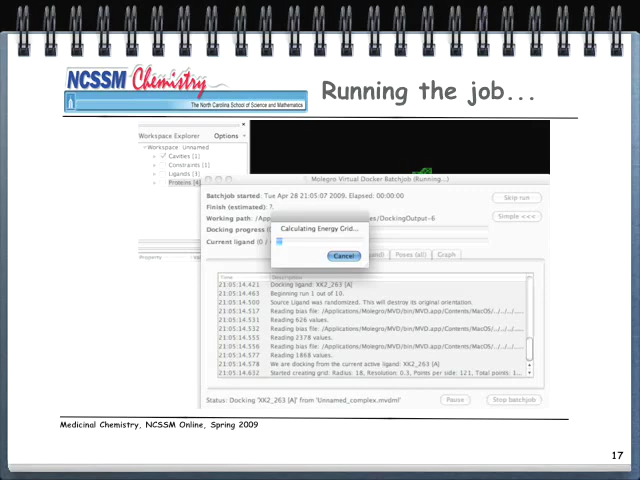 NCSSM Chemistry
The North Carolina School of Science and Mathematics
Running the job...
Workspace Explorer Options
Workspace: Unnamed
Cavities [1]
Constraints [1]
Ligands [1]
Proteins [4]
Property
Molegro Virtual Docker Batchjob (Running...)
Batchjob started: Tue Apr 28 21:05:07 2009, Elapsed: 00:00:00
Skip run
Finish (estimated): ?.
Working path: /App es/DockingOutput-6
Simple <<<
Docking progress (0
Current ligand (0 /
Calculating Energy Grid...
Cancel
and) Poses (all) Graph
Time Description
21:05:14.421 Docking ligand: XK2_263 [A]
21:05:14.463 Beginning run 1 out of 10.
21:05:14.500 Source Ligand was randomized. This will destroy its original orientation.
21:05:14.517 Reading bias file: /Applications/Molegro/MVD/bin/MVD.app/Contents/MacOS/../../../...
21:05:14.531 Reading 626 values.
21:05:14.532 Reading bias file: /Applications/Molegro/MVD/bin/MVD.app/Contents/MacOS/../../../...
21:05:14.555 Reading 2378 values.
21:05:14.556 Reading bias file: /Applications/Molegro/MVD/bin/MVD.app/Contents/MacOS/../../../...
21:05:14.577 Reading 1868 values.
21:05:14.578 We are docking from the current active ligand: XK2_263 [A]
21:05:14.632 Started creating grid: Radius: 18, Resolution: 0.3, Points per side: 121, Total points: 1...
Status: Docking 'XK2_263 [A]' from 'Unnamed_complex.mvdml'
Pause
Stop batchjob
Medicinal Chemistry, NCSSM Online, Spring 2009
17